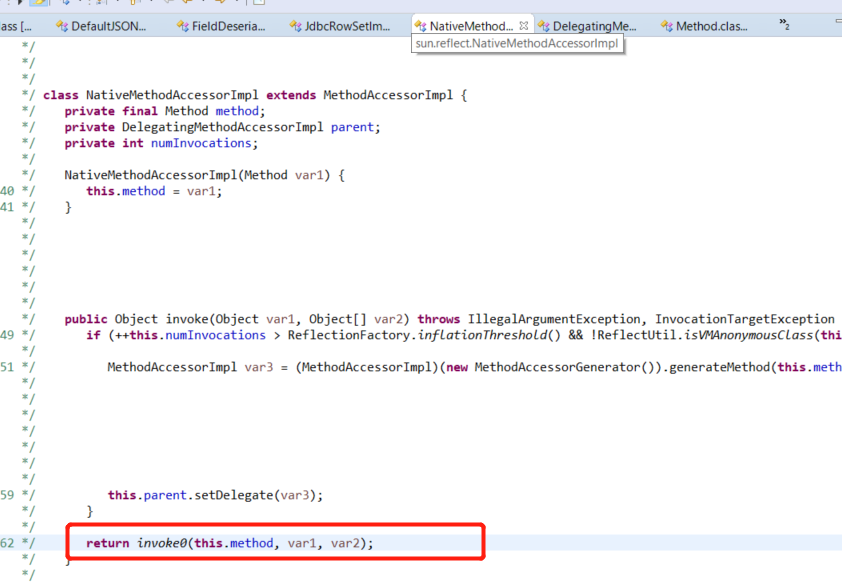 ass [...
DefaultJSON...
FieldDeseria...
JdbcRowSetIm...
NativeMethod...
DelegatingMe...
Method.clas...
»2
sun.reflect.NativeMethodAccessorImpl
*/
*/
*/
*/ class NativeMethodAccessorImpl extends MethodAccessorImpl {
*/ private final Method method;
*/ private DelegatingMethodAccessorImpl parent;
*/ private int numInvocations;
*/
*/ NativeMethodAccessorImpl(Method var1) {
40 */ this.method = var1;
41 */ }
*/
*/
*/
*/
*/
*/
*/ public Object invoke(Object var1, Object[] var2) throws IllegalArgumentException, InvocationTargetException
49 */ if (++this.numInvocations > ReflectionFactory.inflationThreshold() && !ReflectUtil.isVMAnonymousClass(thi
*/
51 */ MethodAccessorImpl var3 = (MethodAccessorImpl)(new MethodAccessorGenerator()).generateMethod(this.meth
*/
*/
*/
*/
*/
*/
*/
59 */ this.parent.setDelegate(var3);
*/ }
*/
62 */ return invoke0(this.method, var1, var2);
*/ }
*/